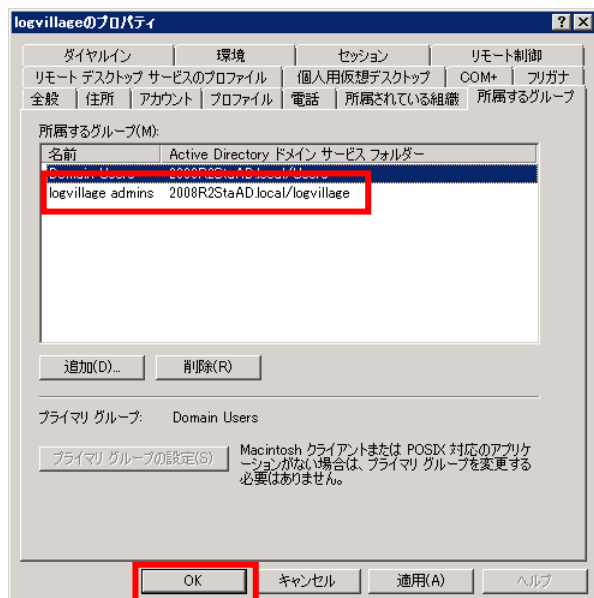 logvillageのプロパティ
ダイヤルイン 環境 セッション リモート制御
リモート デスクトップ サービスのプロファイル 個人用仮想デスクトップ COM+ フリガナ
全般 住所 アカウント プロファイル 電話 所属されている組織 所属するグループ
所属するグループ(M):
名前 Active Directory ドメイン サービス フォルダー
Domain Users 2008R2StaAD.local/Users
logvillage admins 2008R2StaAD.local/logvillage
追加(D)... 削除(R)
プライマリ グループ: Domain Users
プライマリ グループの設定(S)
Macintosh クライアントまたは POSIX 対応のアプリケ
ーションがない場合は、プライマリ グループを変更する
必要はありません。
OK キャンセル 適用(A) ヘルプ